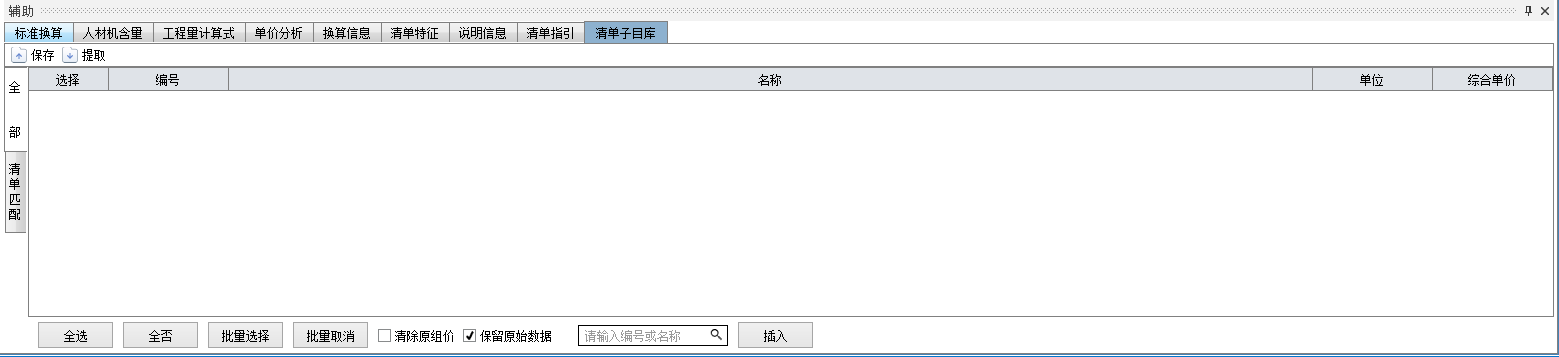 辅助
标准换算 人材机含量 工程量计算式 单价分析 换算信息 清单特征 说明信息 清单指引 清单子目库
保存 提取
全部
清单匹配
选择 编号 名称 单位 综合单价
全选 全否 批量选择 批量取消 清除原组价 保留原始数据 请输入编号或名称 插入